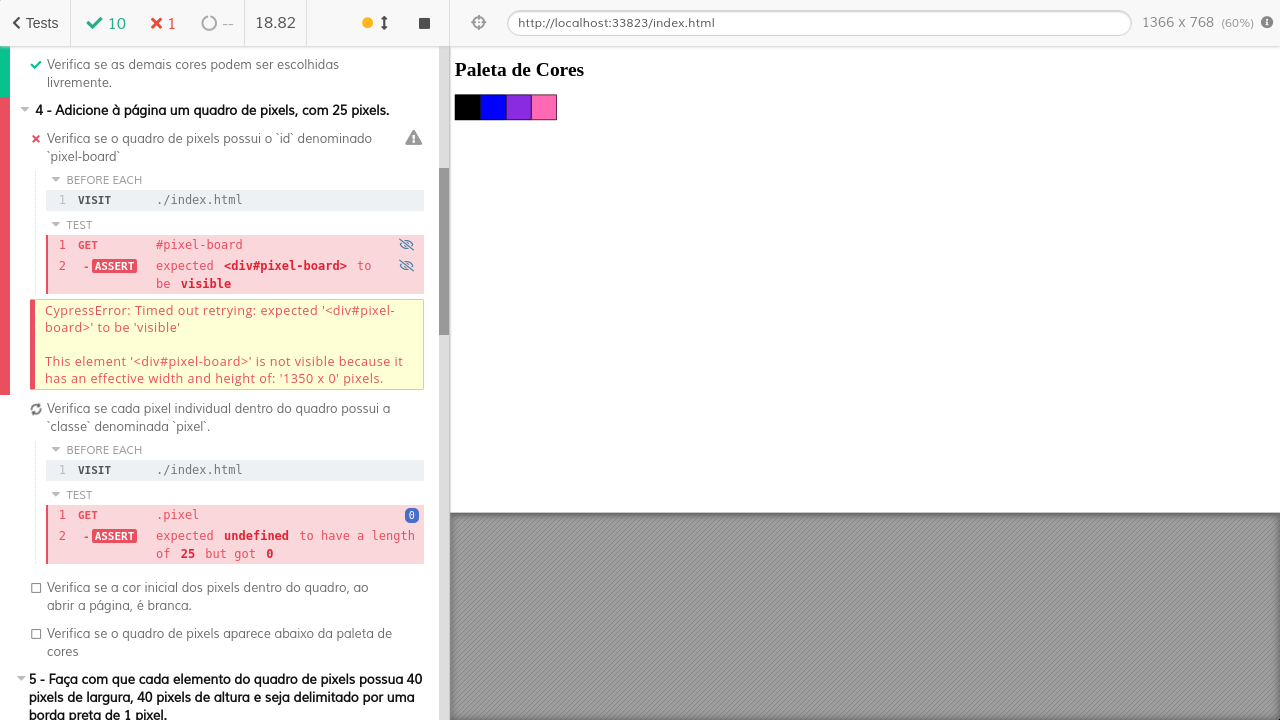 Tests 10 1 -- 18.82
http://localhost:33823/index.html 1366 x 768 (60%)
Verifica se as demais cores podem ser escolhidas
livremente.
4 - Adicione à página um quadro de pixels, com 25 pixels.
Verifica se o quadro de pixels possui o `id` denominado
`pixel-board`
BEFORE EACH
1 VISIT ./index.html
TEST
1 GET #pixel-board
2 - ASSERT expected <div#pixel-board> to
be visible
CypressError: Timed out retrying: expected '<div#pixel-
board>' to be 'visible'
This element '<div#pixel-board>' is not visible because it
has an effective width and height of: '1350 x 0' pixels.
Verifica se cada pixel individual dentro do quadro possui a
`classe` denominada `pixel`.
BEFORE EACH
1 VISIT ./index.html
TEST
1 GET .pixel 0
2 - ASSERT expected undefined to have a length
of 25 but got 0
Verifica se a cor inicial dos pixels dentro do quadro, ao
abrir a página, é branca.
Verifica se o quadro de pixels aparece abaixo da paleta de
cores
5 - Faça com que cada elemento do quadro de pixels possua 40
pixels de largura, 40 pixels de altura e seja delimitado por uma
borda preta de 1 pixel.
Paleta de Cores